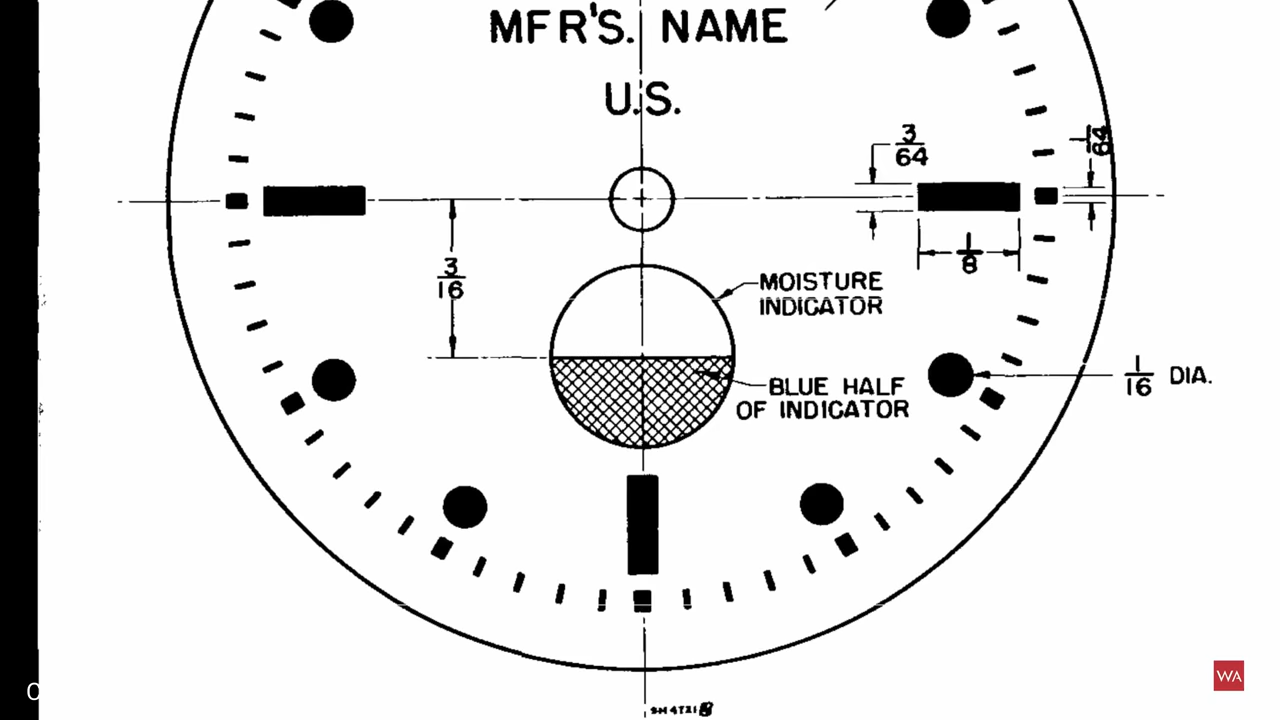 MFR'S. NAME
U.S.
3
64
1
64
1
8
3
16
MOISTURE
INDICATOR
BLUE HALF
OF INDICATOR
1
16 DIA.
WA